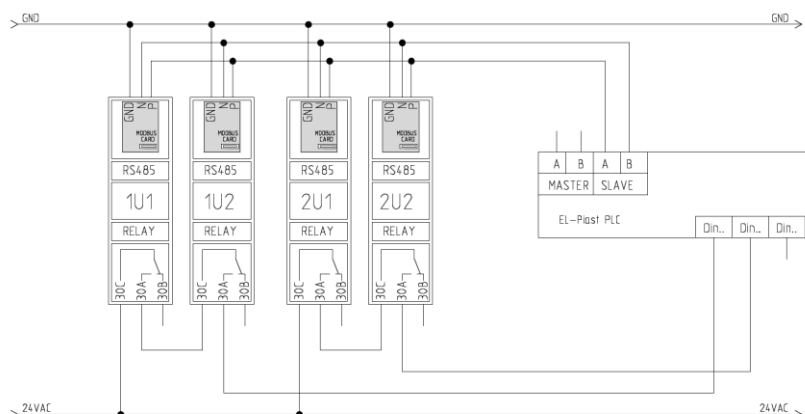 GND GND
GND N P GND N P GND N P GND N P
MODBUS CARD MODBUS CARD MODBUS CARD MODBUS CARD
RS485 RS485 RS485 RS485
A B A B
MASTER SLAVE
1U1 1U2 2U1 2U2
EL-Piast PLC
RELAY RELAY RELAY RELAY
Din.. Din.. Din..
30C 30A 30B 30C 30A 30B 30C 30A 30B 30C 30A 30B
24VAC 24VAC